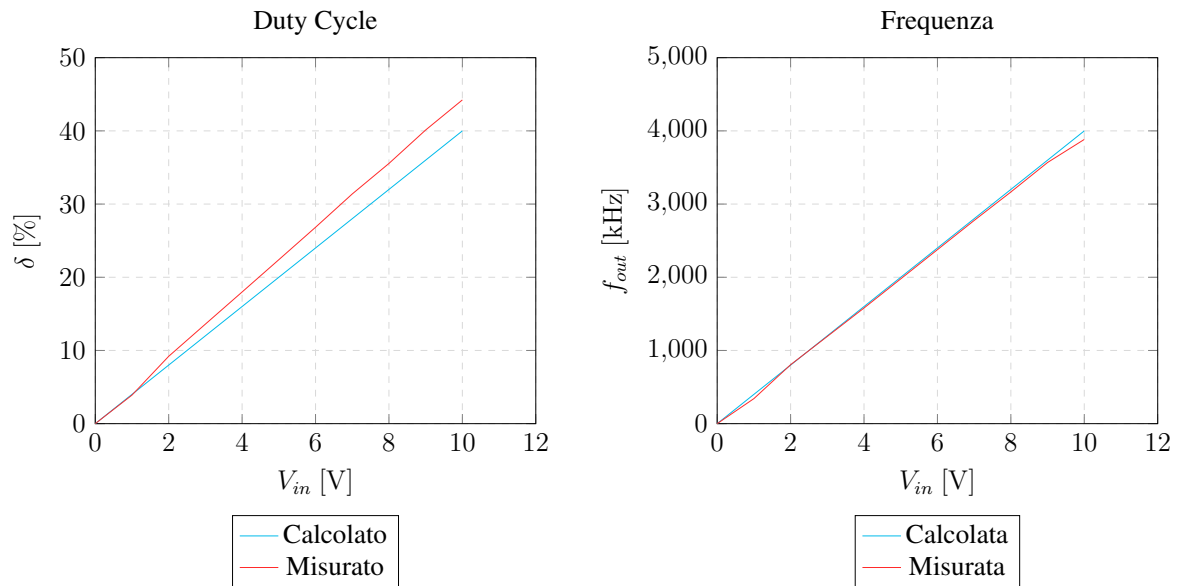 Duty Cycle
50
40
30
20
10
0
δ [%]
0 2 4 6 8 10 12
V_in [V]
Calcolato
Misurato
Frequenza
5,000
4,000
3,000
2,000
1,000
0
f_out [kHz]
0 2 4 6 8 10 12
V_in [V]
Calcolata
Misurata